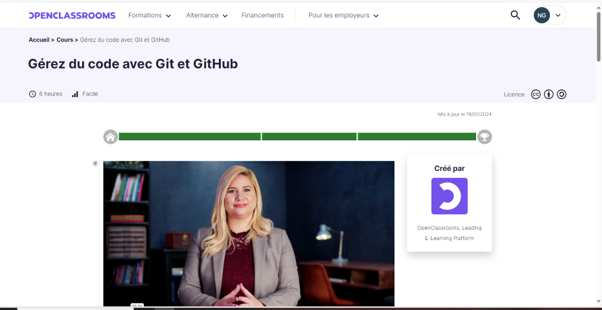 OPENCLASSROOMS
Formations
Alternance
Financements
Pour les employeurs
NG
Accueil > Cours > Gérez du code avec Git et GitHub
Gérez du code avec Git et GitHub
6 heures
Facile
Licence
Mis à jour le 19/01/2024
Créé par
OpenClassrooms, Leading
E-Learning Platform